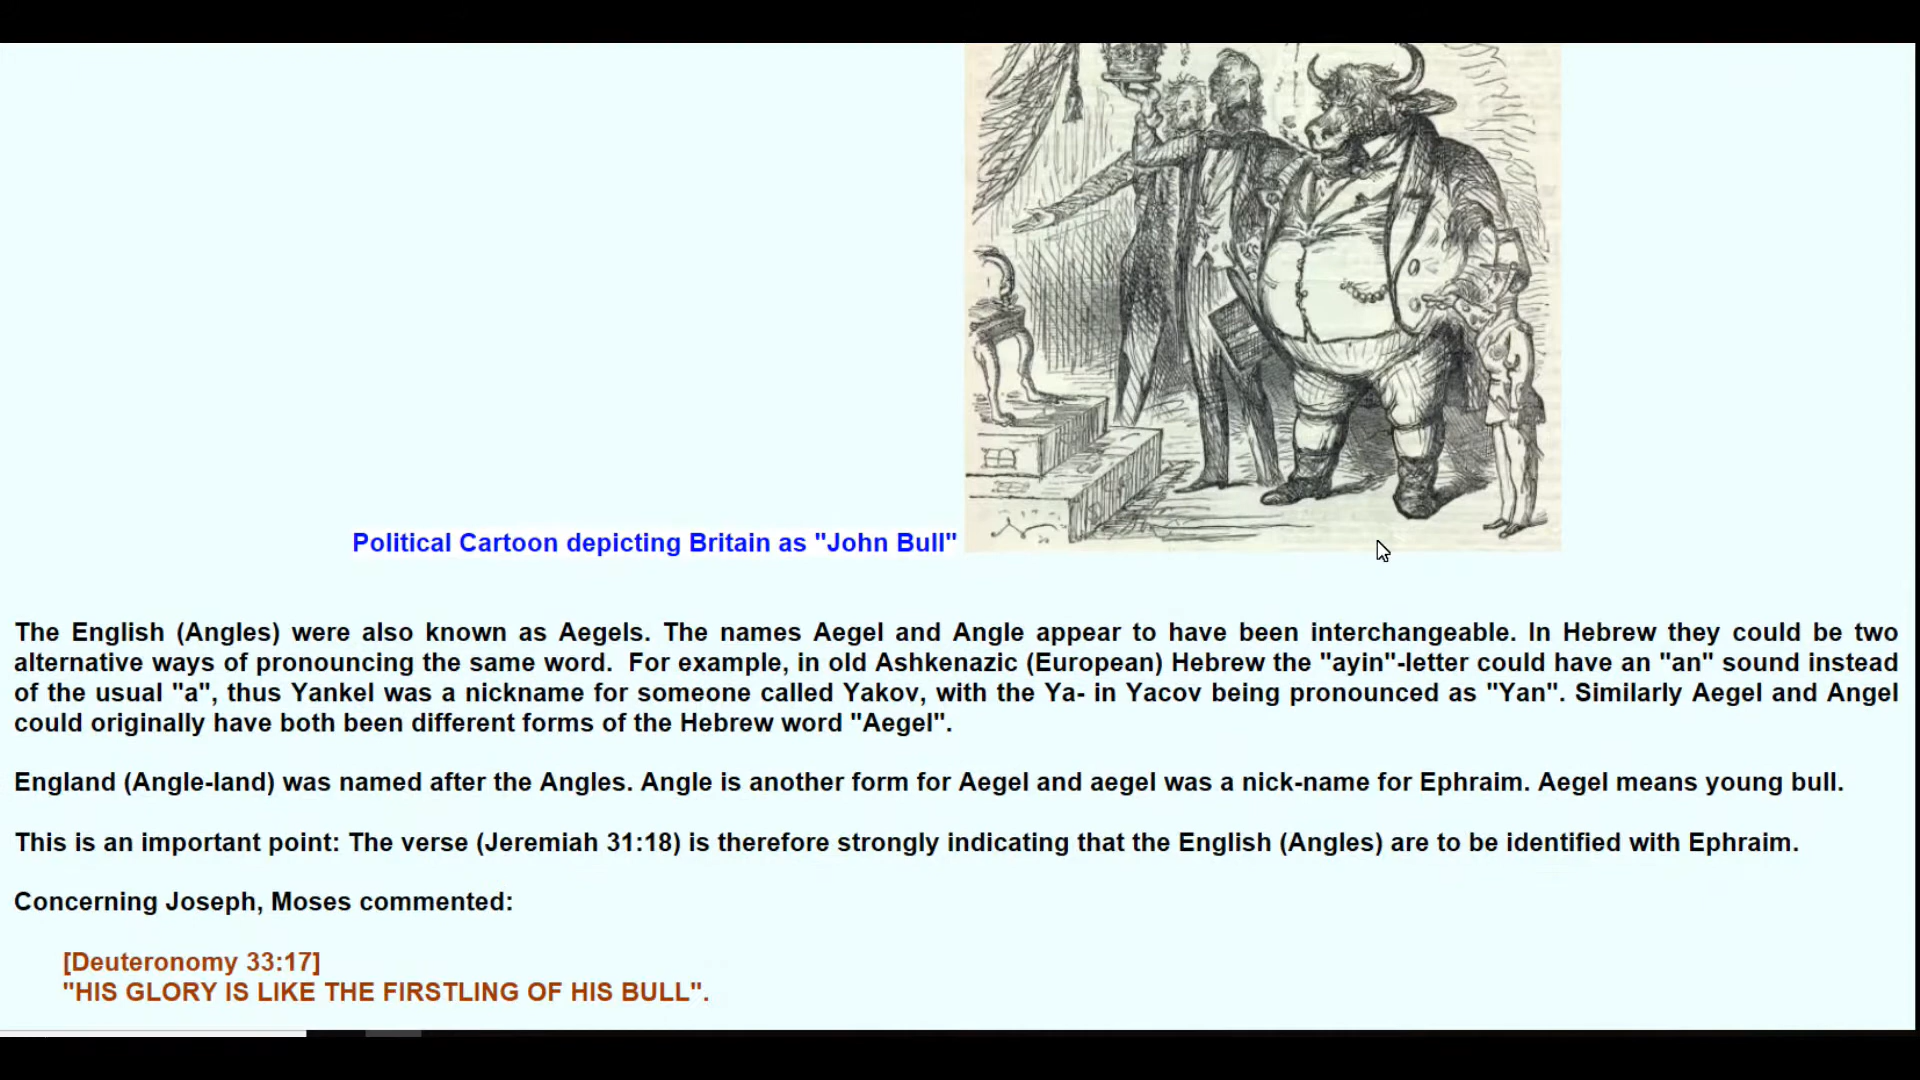 Political Cartoon depicting Britain as "John Bull"
The English (Angles) were also known as Aegels. The names Aegel and Angle appear to have been interchangeable. In Hebrew they could be two
alternative ways of pronouncing the same word.  For example, in old Ashkenazic (European) Hebrew the "ayin"-letter could have an "an" sound instead
of the usual "a", thus Yankel was a nickname for someone called Yakov, with the Ya- in Yacov being pronounced as "Yan". Similarly Aegel and Angel
could originally have both been different forms of the Hebrew word "Aegel".
England (Angle-land) was named after the Angles. Angle is another form for Aegel and aegel was a nick-name for Ephraim. Aegel means young bull.
This is an important point: The verse (Jeremiah 31:18) is therefore strongly indicating that the English (Angles) are to be identified with Ephraim.
Concerning Joseph, Moses commented:
[Deuteronomy 33:17]
"HIS GLORY IS LIKE THE FIRSTLING OF HIS BULL".